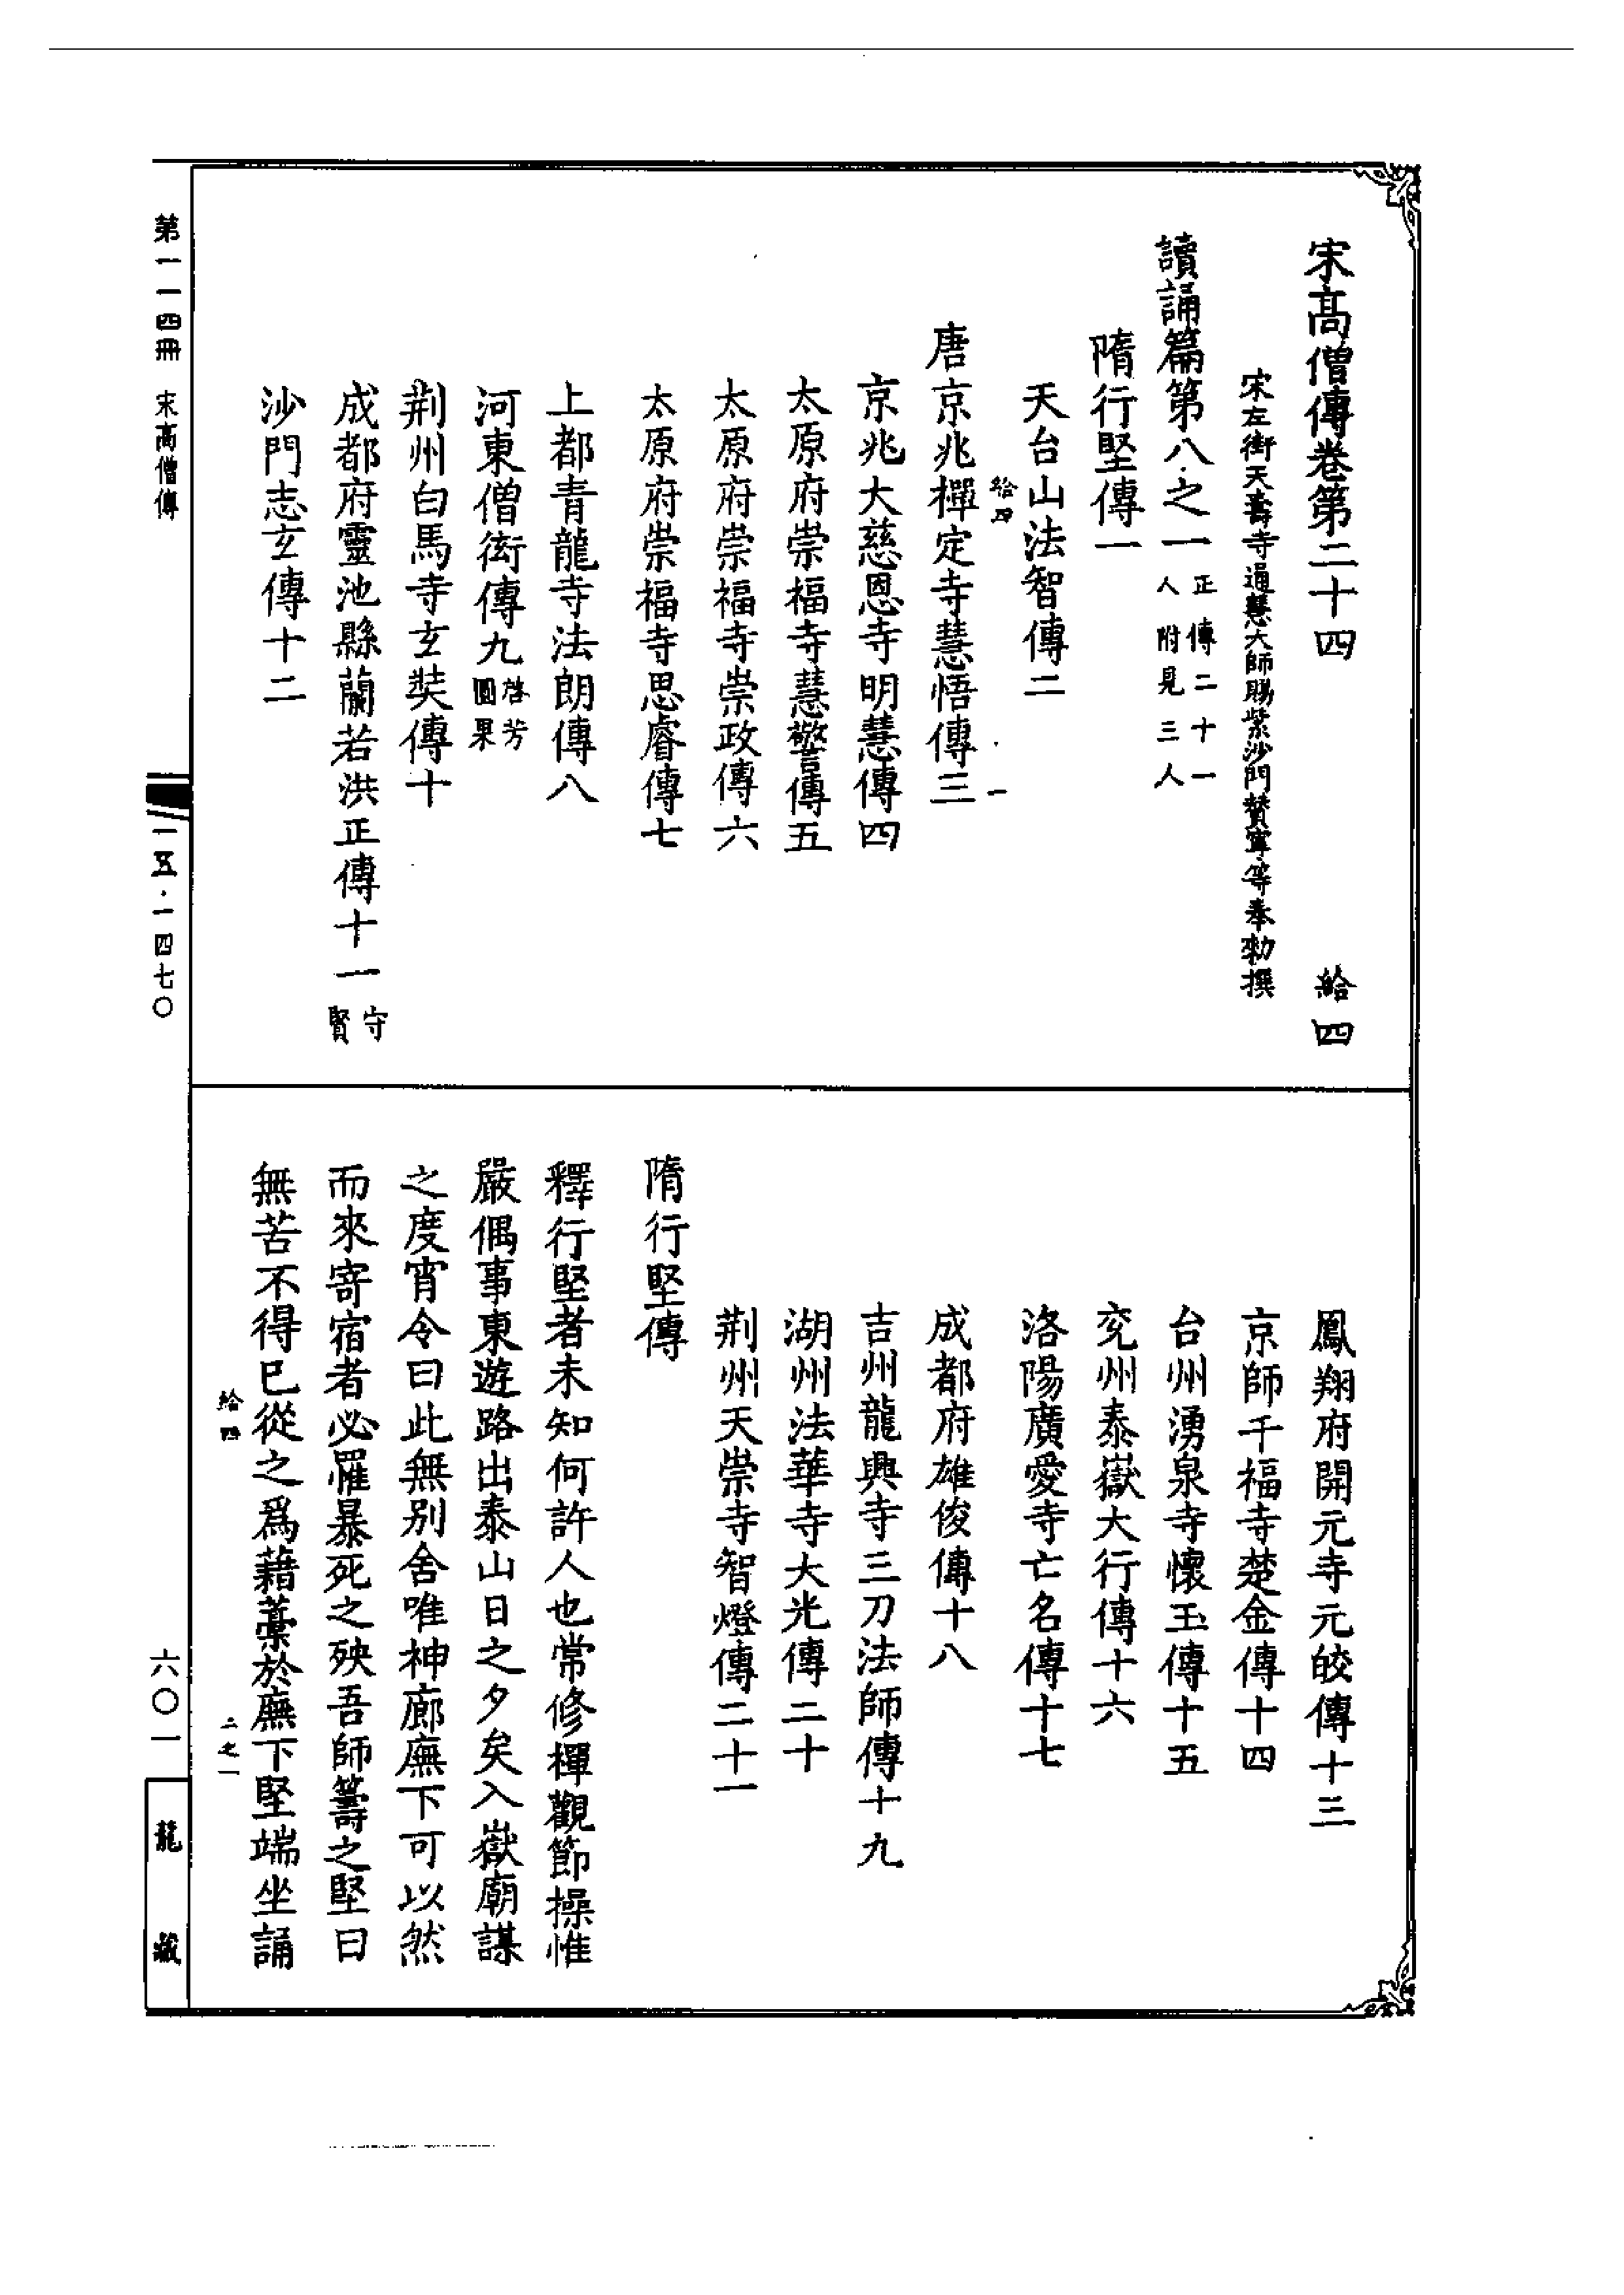 宋高僧傳卷第二十四 給四
宋左街天壽寺通慧大師賜紫沙門贊寧等奉勅撰
讀誦篇第八之一 正傳二十一人附見三人
隋行堅傳一
天台山法智傳二
給四 一
唐京兆禪定寺慧悟傳三
京兆大慈恩寺明慧傳四
太原府崇福寺慧警傳五
太原府崇福寺崇政傳六
太原府崇福寺思睿傳七
上都青龍寺法朗傳八
河東僧衒傳九 啓芳圓果
荆州白馬寺玄奘傳十
成都府靈池縣蘭若洪正傳十一 守賢
沙門志玄傳十二
鳳翔府開元寺元皎傳十三
京師千福寺楚金傳十四
台州湧泉寺懷玉傳十五
兖州泰嶽大行傳十六
洛陽廣愛寺亡名傳十七
成都府雄俊傳十八
吉州龍興寺三刀法師傳十九
湖州法華寺大光傳二十
荆州天崇寺智燈傳二十一
隋行堅傳
釋行堅者未知何許人也常修禪觀節操惟
嚴偶事東遊路出泰山日之夕矣入嶽廟謀
之度宵令曰此無别舍唯神廊廡下可以然
而來寄宿者必罹暴死之殃吾師籌之堅曰
無苦不得已從之爲藉藳於廡下堅端坐誦
給四 二之一
第一一四冊 宋高僧傳
一五·一四七〇
六〇一
龍藏